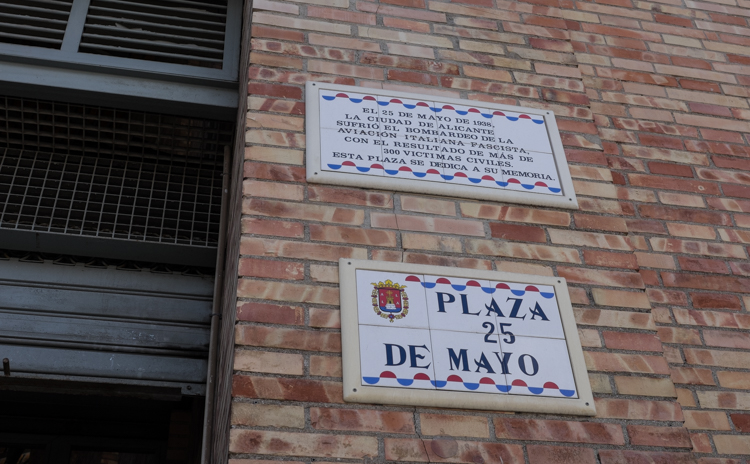 EL 25 DE MAYO DE 1938,
LA CIUDAD DE ALICANTE
SUFRIÓ EL BOMBARDEO DE LA
AVIACIÓN ITALIANA FASCISTA,
CON EL RESULTADO DE MÁS DE
300 VICTIMAS CIVILES.
ESTA PLAZA SE DEDICA A SU MEMORIA.
PLAZA
25
DE MAYO